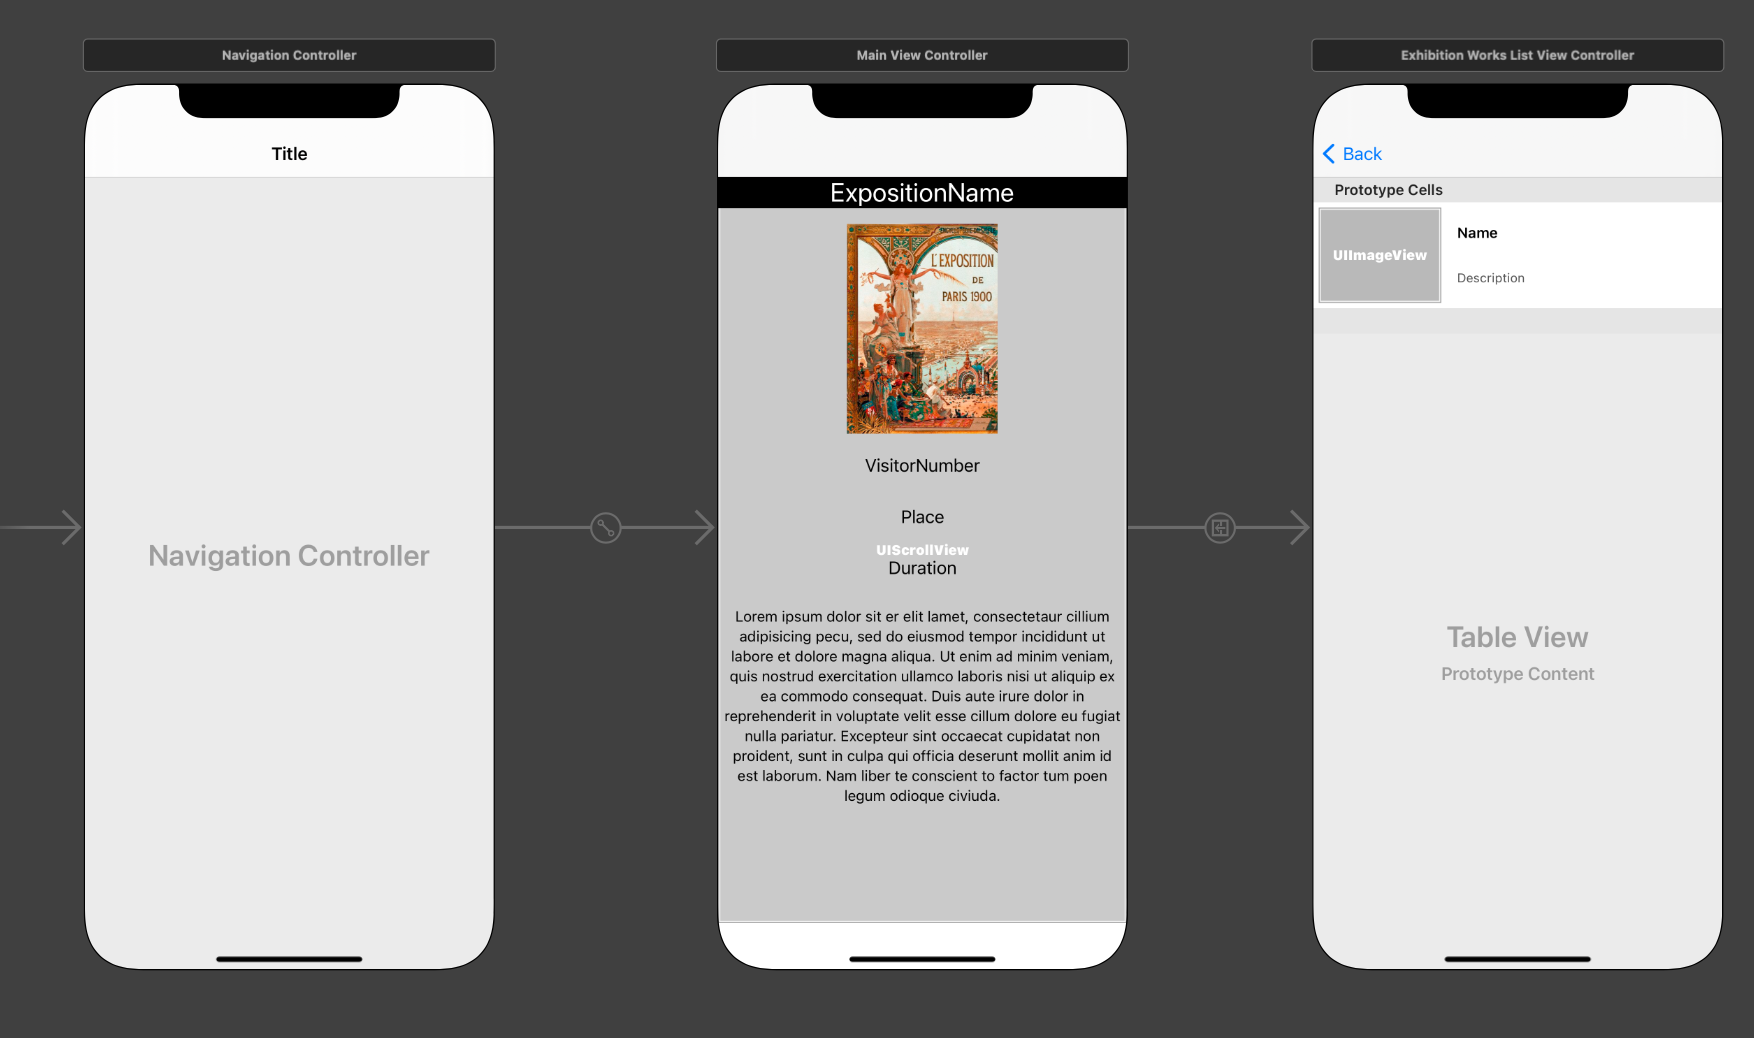 Navigation Controller
Title
Navigation Controller
Main View Controller
ExpositionName
L'EXPOSITION
DE
PARIS 1900
VisitorNumber
Place
UIScrollView
Duration
Lorem ipsum dolor sit er elit lamet, consectetaur cillium
adipisicing pecu, sed do eiusmod tempor incididunt ut
labore et dolore magna aliqua. Ut enim ad minim veniam,
quis nostrud exercitation ullamco laboris nisi ut aliquip ex
ea commodo consequat. Duis aute irure dolor in
reprehenderit in voluptate velit esse cillum dolore eu fugiat
nulla pariatur. Excepteur sint occaecat cupidatat non
proident, sunt in culpa qui officia deserunt mollit anim id
est laborum. Nam liber te conscient to factor tum poen
legum odioque civiuda.
Exhibition Works List View Controller
Back
Prototype Cells
UIImageView
Name
Description
Table View
Prototype Content